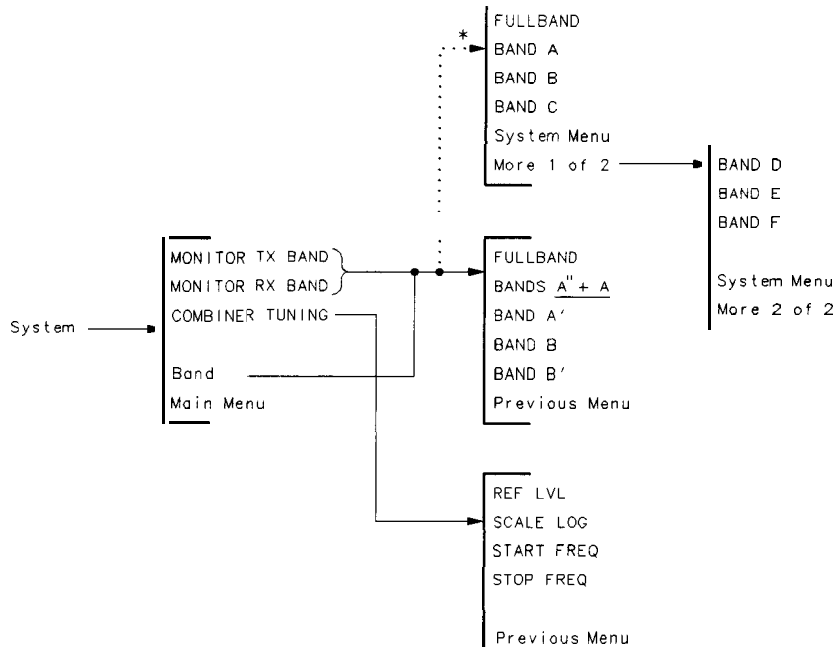 *
FULLBAND
BAND A
BAND B
BAND C
System Menu
More 1 of 2
BAND D
BAND E
BAND F
System Menu
More 2 of 2
System
MONITOR TX BAND
MONITOR RX BAND
COMBINER TUNING
Band
Main Menu
FULLBAND
BANDS A" + A
BAND A′
BAND B
BAND B′
Previous Menu
REF LVL
SCALE LOG
START FREQ
STOP FREQ
Previous Menu